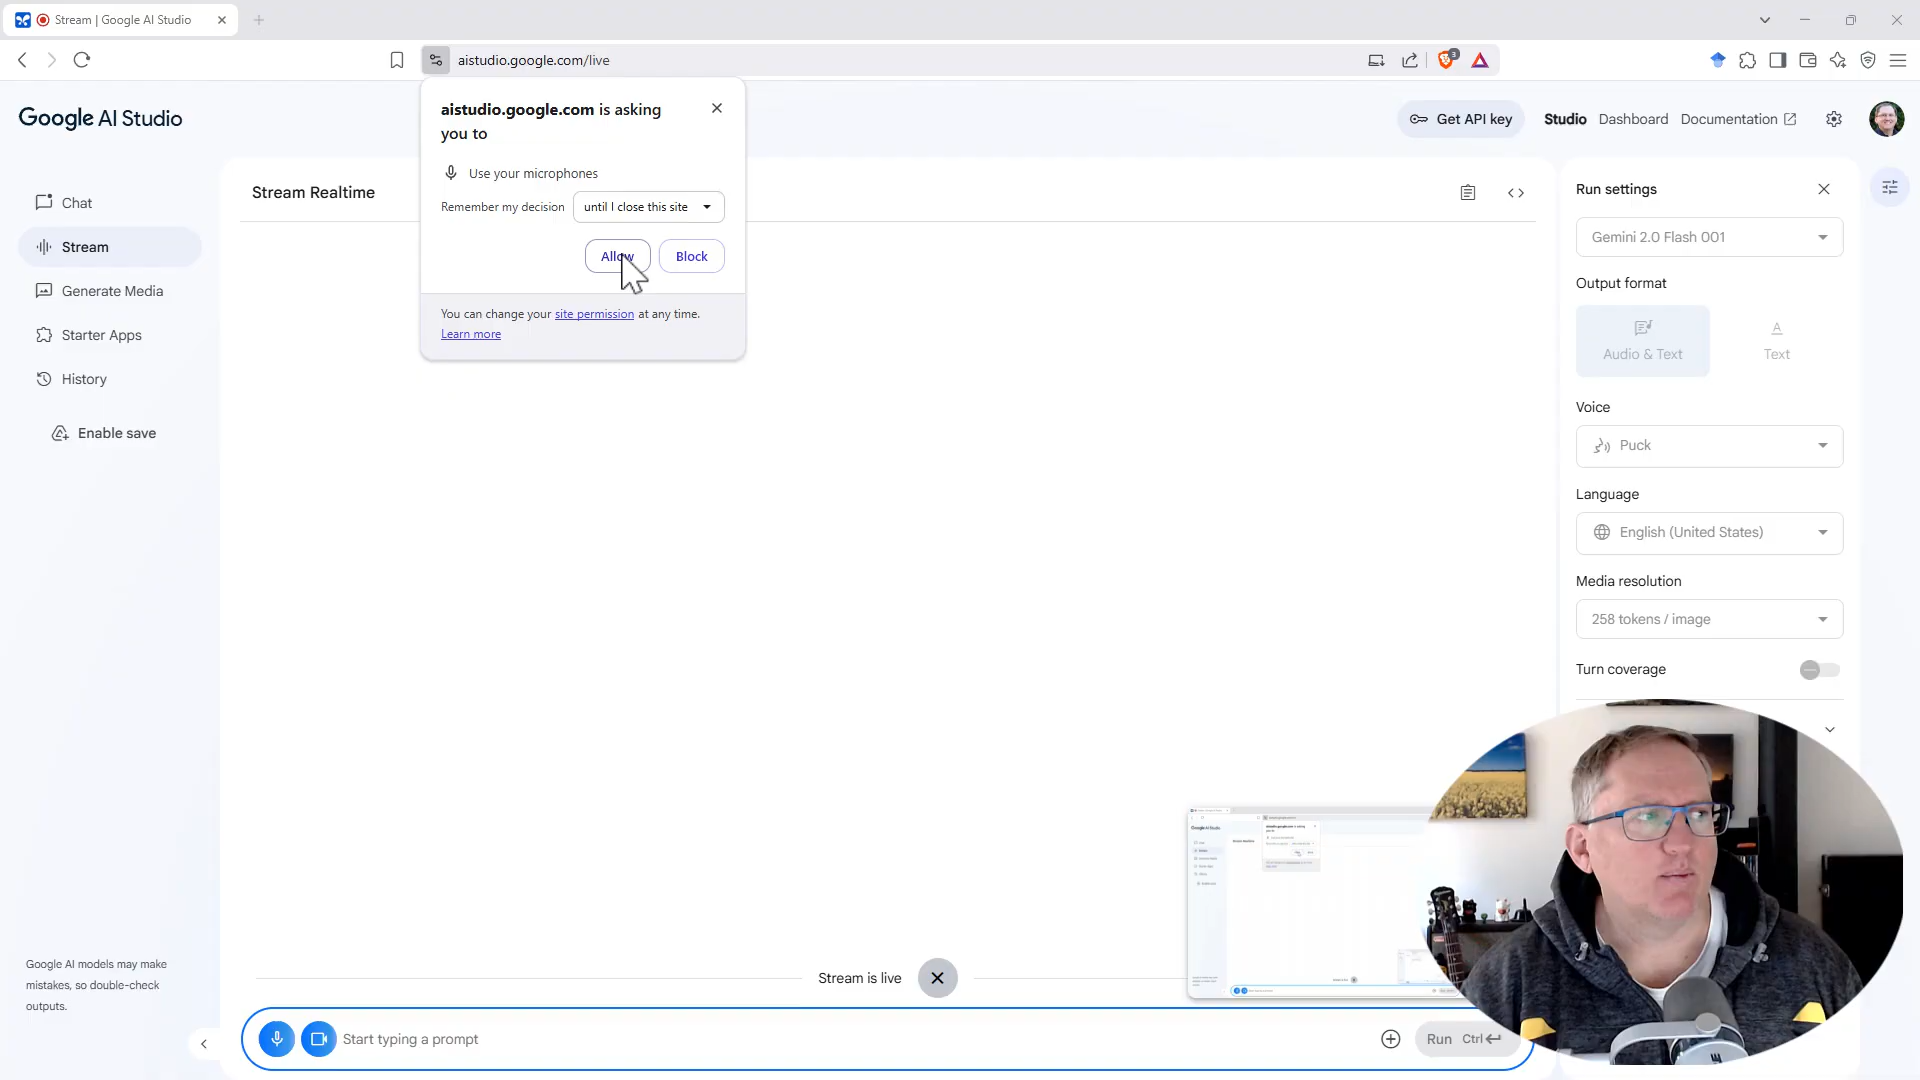 Stream | Google AI Studio
aistudio.google.com/live
3
aistudio.google.com is asking
you to
Use your microphones
Remember my decision
until I close this site
Allow
Block
You can change your site permission at any time.
Learn more
Google AI Studio
Get API key
Studio
Dashboard
Documentation
Chat
Stream
Generate Media
Starter Apps
History
Enable save
Google AI models may make
mistakes, so double-check
outputs.
Stream Realtime
Stream is live
Start typing a prompt
Run Ctrl
Run settings
Gemini 2.0 Flash 001
Output format
Audio & Text
A
Text
Voice
Puck
Language
English (United States)
Media resolution
258 tokens / image
Turn coverage